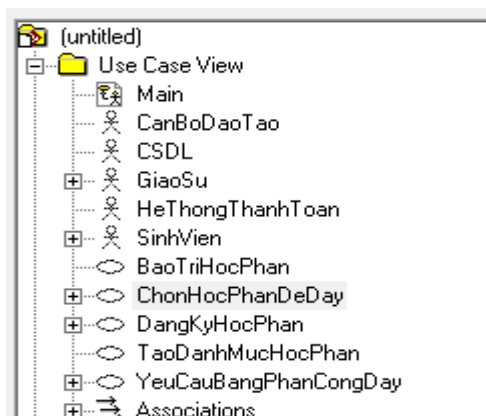 (untitled)
Use Case View
Main
CanBoDaoTao
CSDL
GiaoSu
HeThongThanhToan
SinhVien
BaoTriHocPhan
ChonHocPhanDeDay
DangKyHocPhan
TaoDanhMucHocPhan
YeuCauBangPhanCongDay
Associations